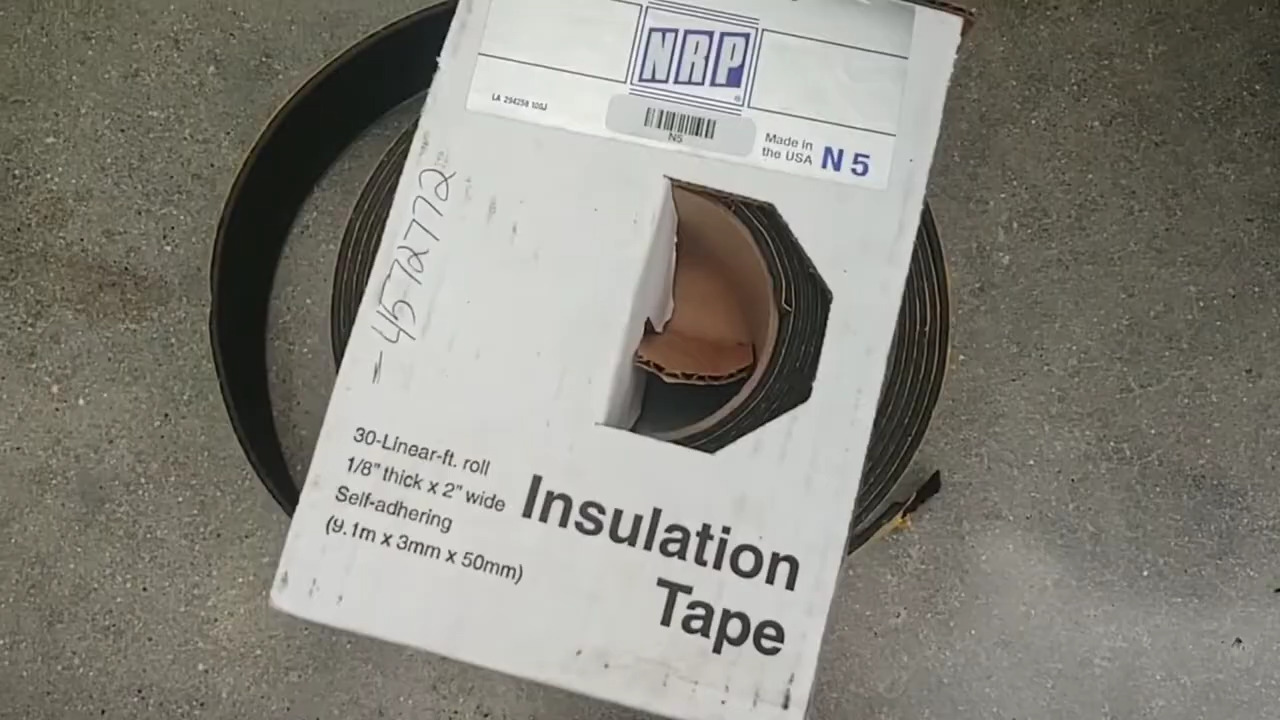 NRP
®
LA 294258 100J
N5
Made in
the USA
N 5
4572772
30-Linear-ft. roll
1/8" thick x 2" wide
Self-adhering
(9.1m x 3mm x 50mm)
Insulation
Tape